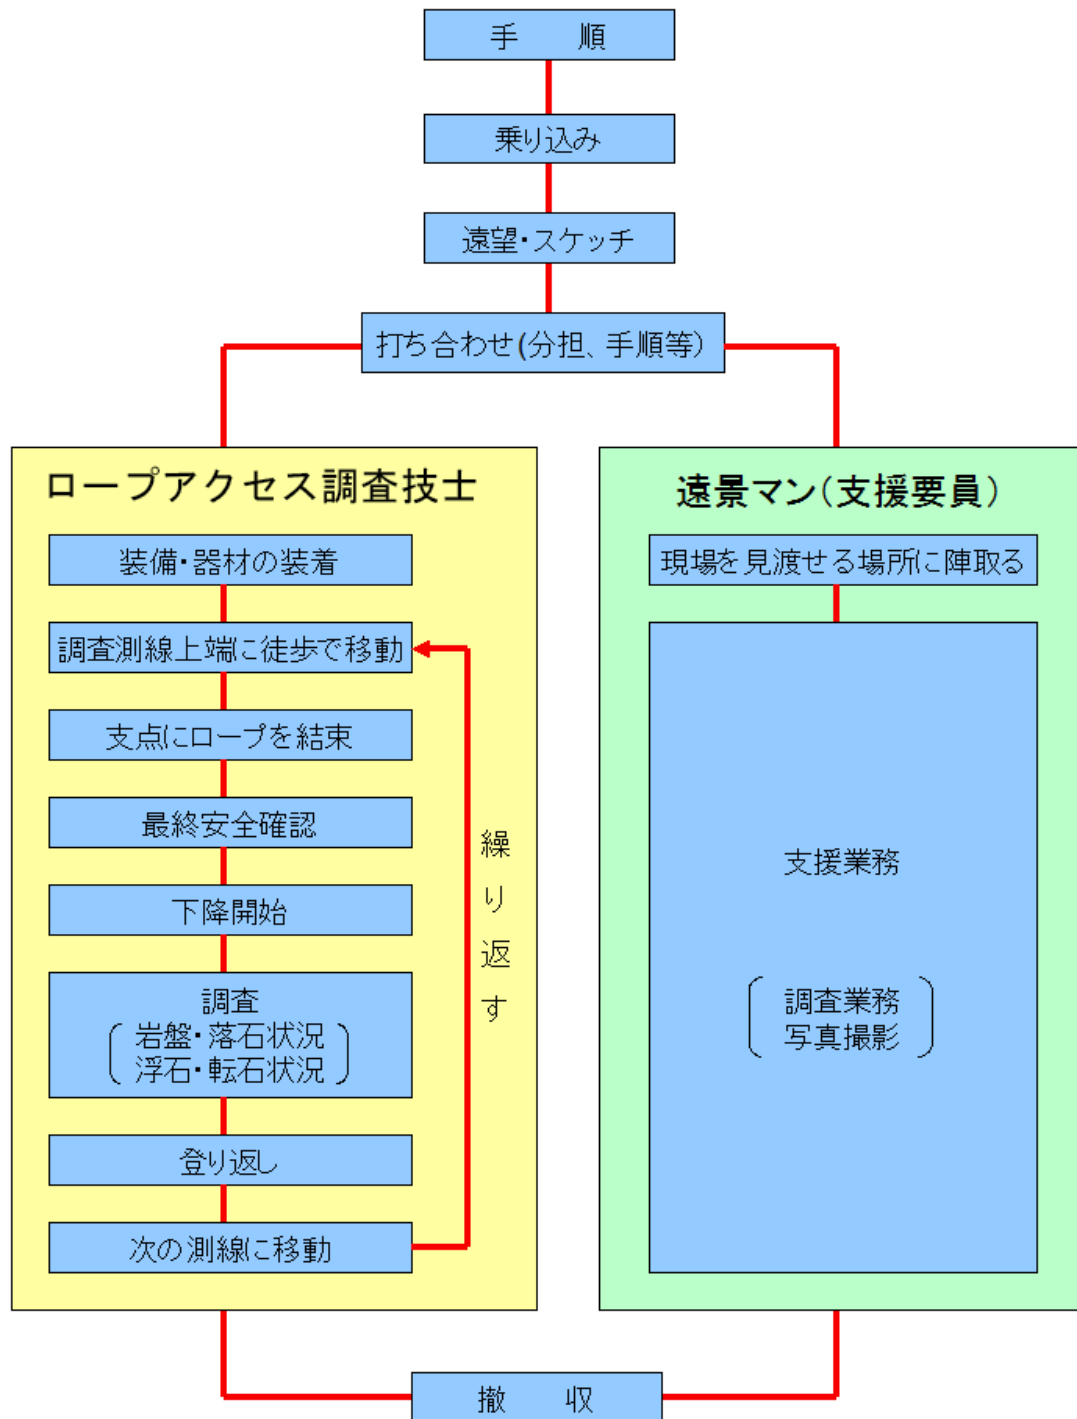 手　　順
乗り込み
遠望・スケッチ
打ち合わせ(分担、手順等)
ロープアクセス調査技士
装備・器材の装着
調査測線上端に徒歩で移動
支点にロープを結束
最終安全確認
下降開始
調査
岩盤・落石状況
浮石・転石状況
登り返し
次の測線に移動
繰り返す
遠景マン(支援要員)
現場を見渡せる場所に陣取る
支援業務
調査業務
写真撮影
撤　　収